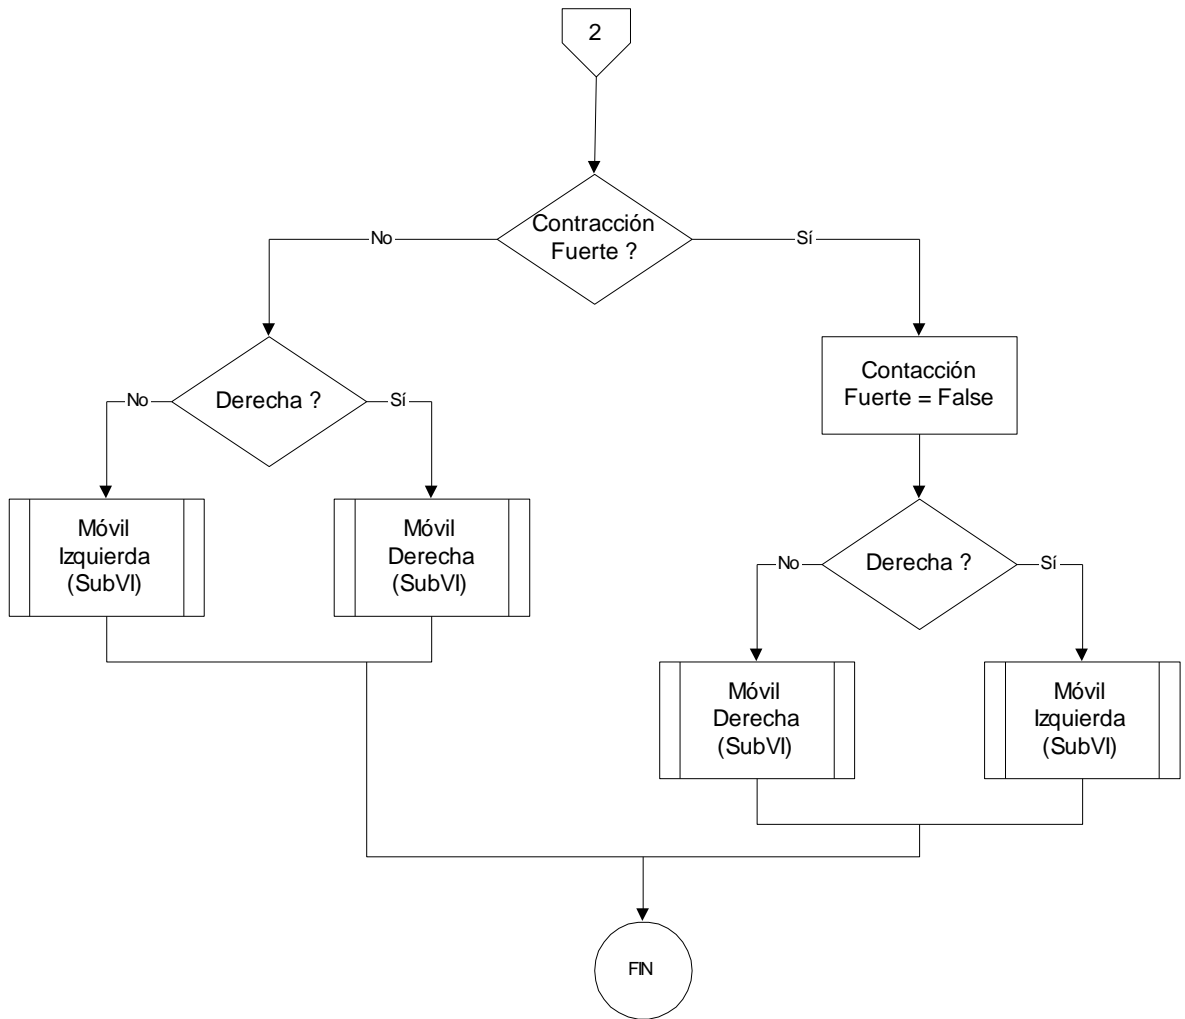 2
Contracción
Fuerte ?
No
Sí
Derecha ?
No
Sí
Contacción
Fuerte = False
Móvil
Izquierda
(SubVI)
Móvil
Derecha
(SubVI)
Derecha ?
No
Sí
Móvil
Derecha
(SubVI)
Móvil
Izquierda
(SubVI)
FIN